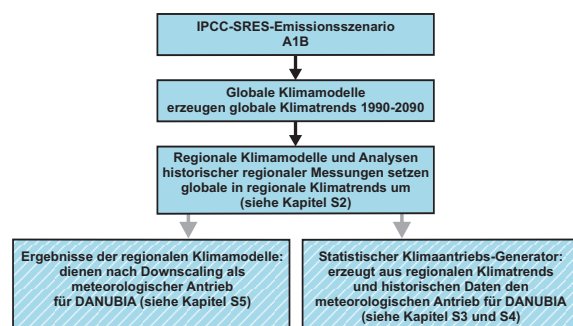 IPCC-SRES-Emissionsszenario
A1B
Globale Klimamodelle
erzeugen globale Klimatrends 1990-2090
Regionale Klimamodelle und Analysen
historischer regionaler Messungen setzen
globale in regionale Klimatrends um
(siehe Kapitel S2)
Ergebnisse der regionalen Klimamodelle:
dienen nach Downscaling als
meteorologischer Antrieb
für DANUBIA (siehe Kapitel S5)
Statistischer Klimaantriebs-Generator:
erzeugt aus regionalen Klimatrends
und historischen Daten den
meteorologischen Antrieb für DANUBIA
(siehe Kapitel S3 und S4)